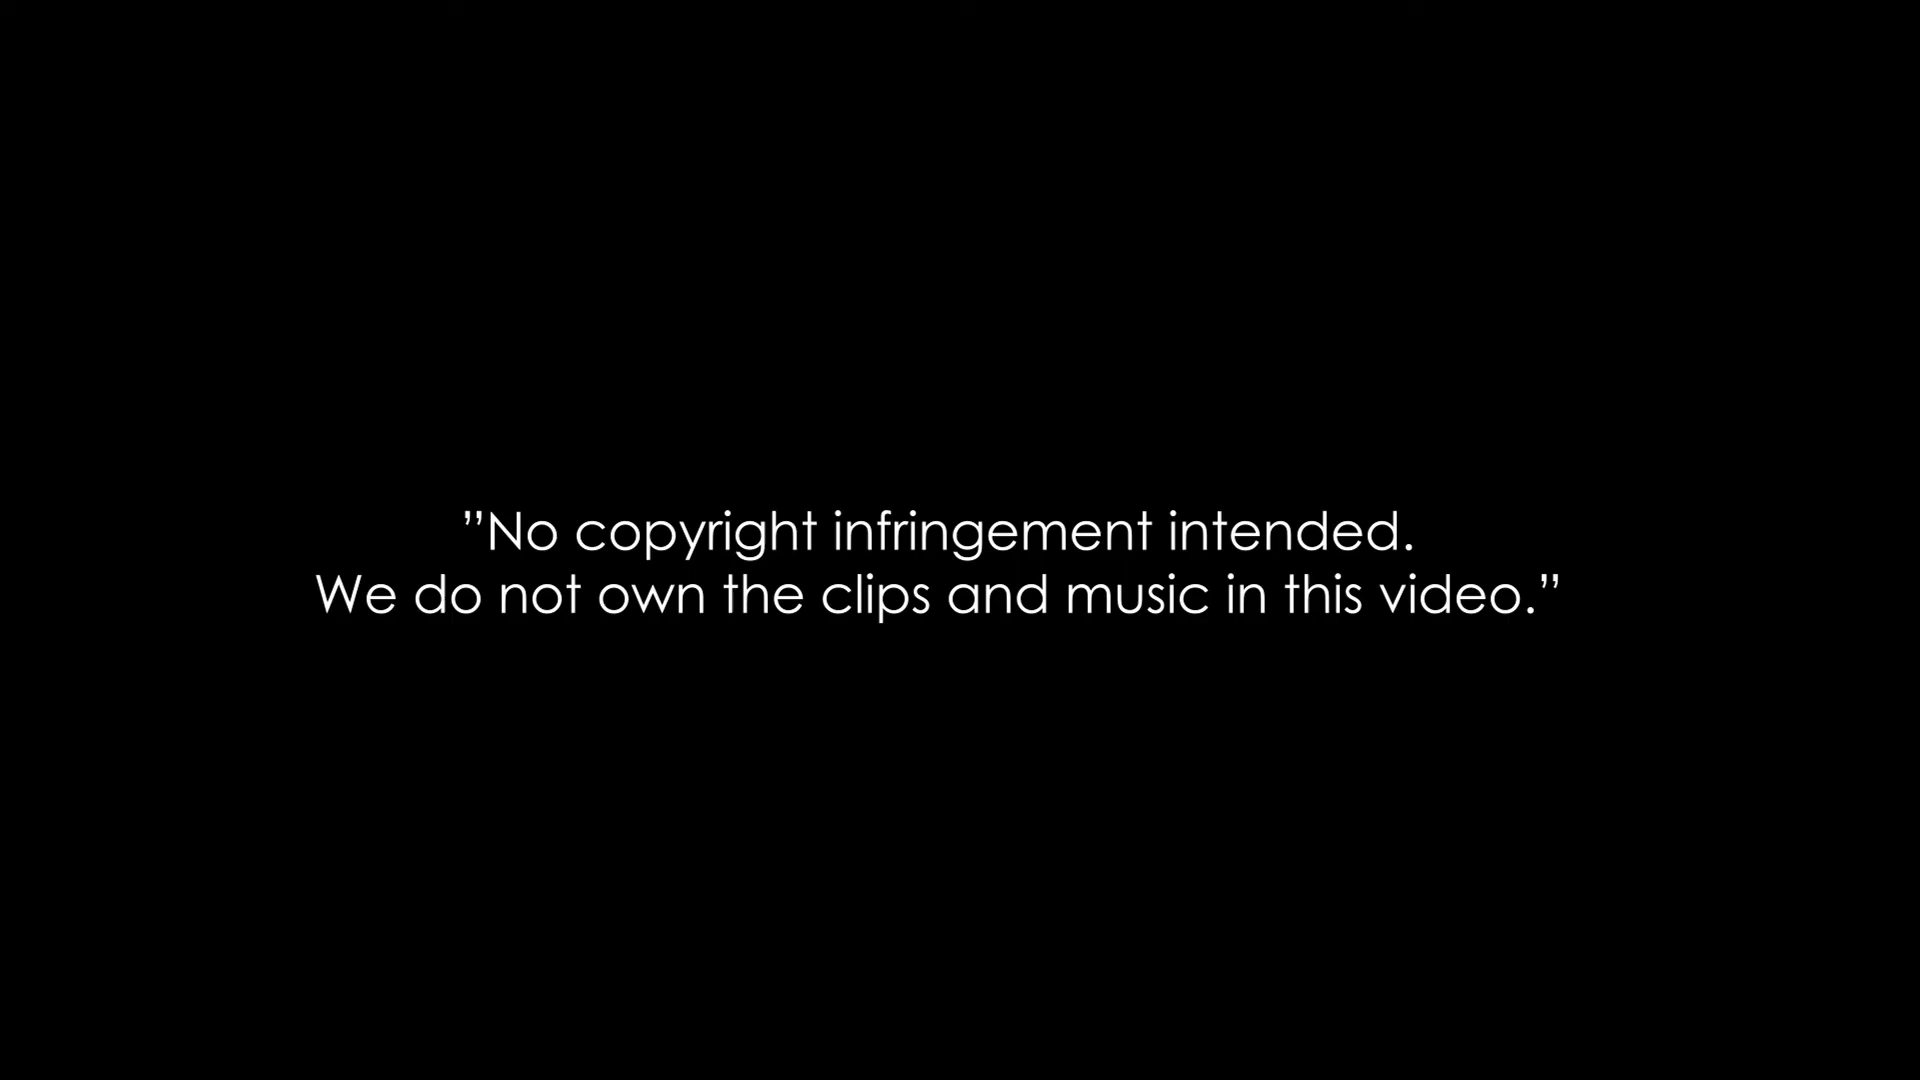 ”No copyright infringement intended.
We do not own the clips and music in this video.”